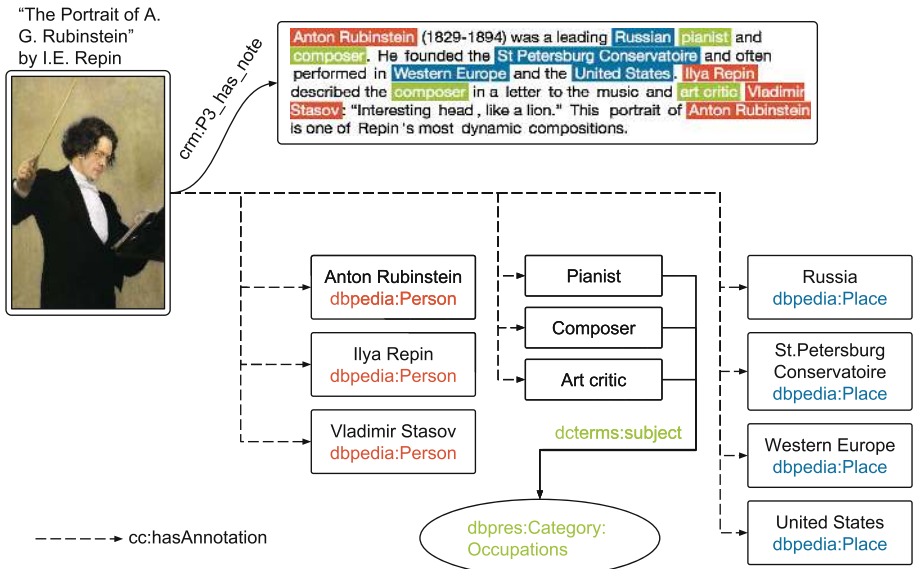 “The Portrait of A.
G. Rubinstein”
by I.E. Repin
crm:P3_has_note
Anton Rubinstein (1829-1894) was a leading Russian pianist and
composer. He founded the St Petersburg Conservatoire and often
performed in Western Europe and the United States. Ilya Repin
described the composer in a letter to the music and art critic Vladimir
Stasov: “Interesting head, like a lion.” This portrait of Anton Rubinstein
is one of Repin's most dynamic compositions.
Anton Rubinstein
dbpedia:Person
Ilya Repin
dbpedia:Person
Vladimir Stasov
dbpedia:Person
Pianist
Composer
Art critic
dcterms:subject
dbpres:Category:
Occupations
Russia
dbpedia:Place
St.Petersburg
Conservatoire
dbpedia:Place
Western Europe
dbpedia:Place
United States
dbpedia:Place
cc:hasAnnotation